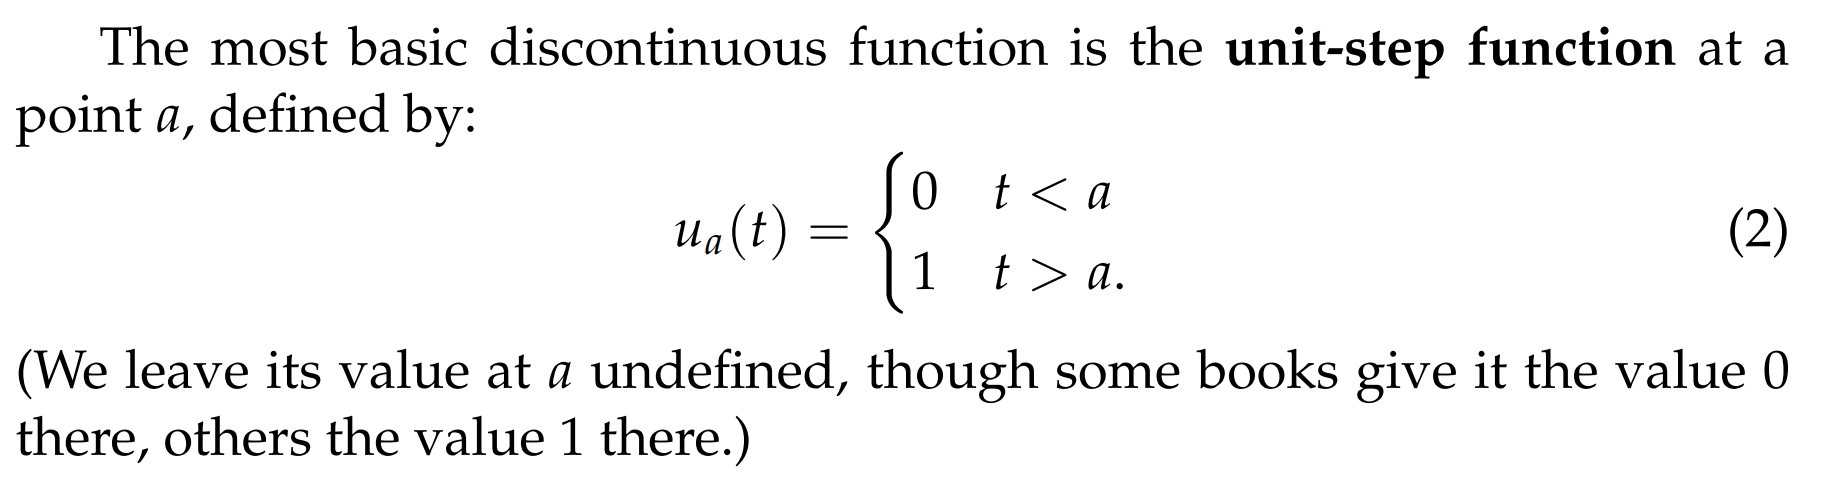 The most basic discontinuous function is the unit-step function at a
point a, defined by:
u_a(t) = { 0 t < a
1 t > a. (2)
(We leave its value at a undefined, though some books give it the value 0
there, others the value 1 there.)